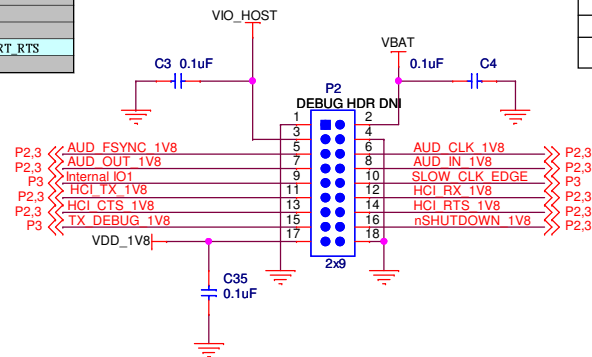 VIO_HOST
RT_RTS
VBAT
C3 0.1uF
0.1uF C4
P2
DEBUG HDR DNI
1 2
3 4
P2,3 AUD_FSYNC_1V8 5 6 AUD_CLK_1V8 P2,3
P2,3 AUD_OUT_1V8 7 8 AUD_IN_1V8 P2,3
P3 Internal IO1 9 10 SLOW_CLK_EDGE P3
P2,3 HCI_TX_1V8 11 12 HCI_RX_1V8 P2,3
P2,3 HCI_CTS_1V8 13 14 HCI_RTS_1V8 P2,3
P3 TX_DEBUG_1V8 15 16 nSHUTDOWN_1V8 P2,3
VDD_1V8 17 18
2x9
C35
0.1uF